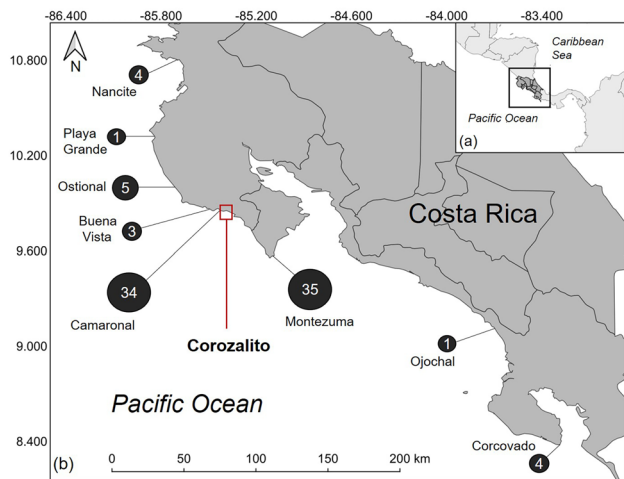 -86.400
-85.800
-85.200
-84.600
-84.000
-83.400
10.800
10.200
9.600
9.000
8.400
N
4
Nancite
Playa
Grande
1
Ostional
5
Buena
Vista
3
34
Camaronal
35
Montezuma
Corozalito
Costa Rica
1
Ojochal
Corcovado
4
Pacific Ocean
Caribbean
Sea
Pacific Ocean
(a)
(b)
0
50
100
150
200 km